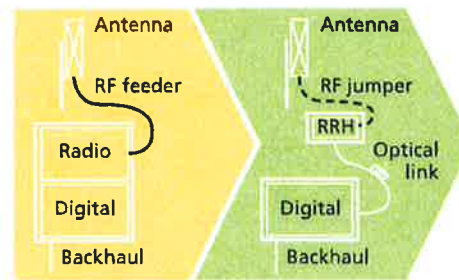 Antenna
RF feeder
Radio
Digital
Backhaul
Antenna
RF jumper
RRH
Optical
link
Digital
Backhaul